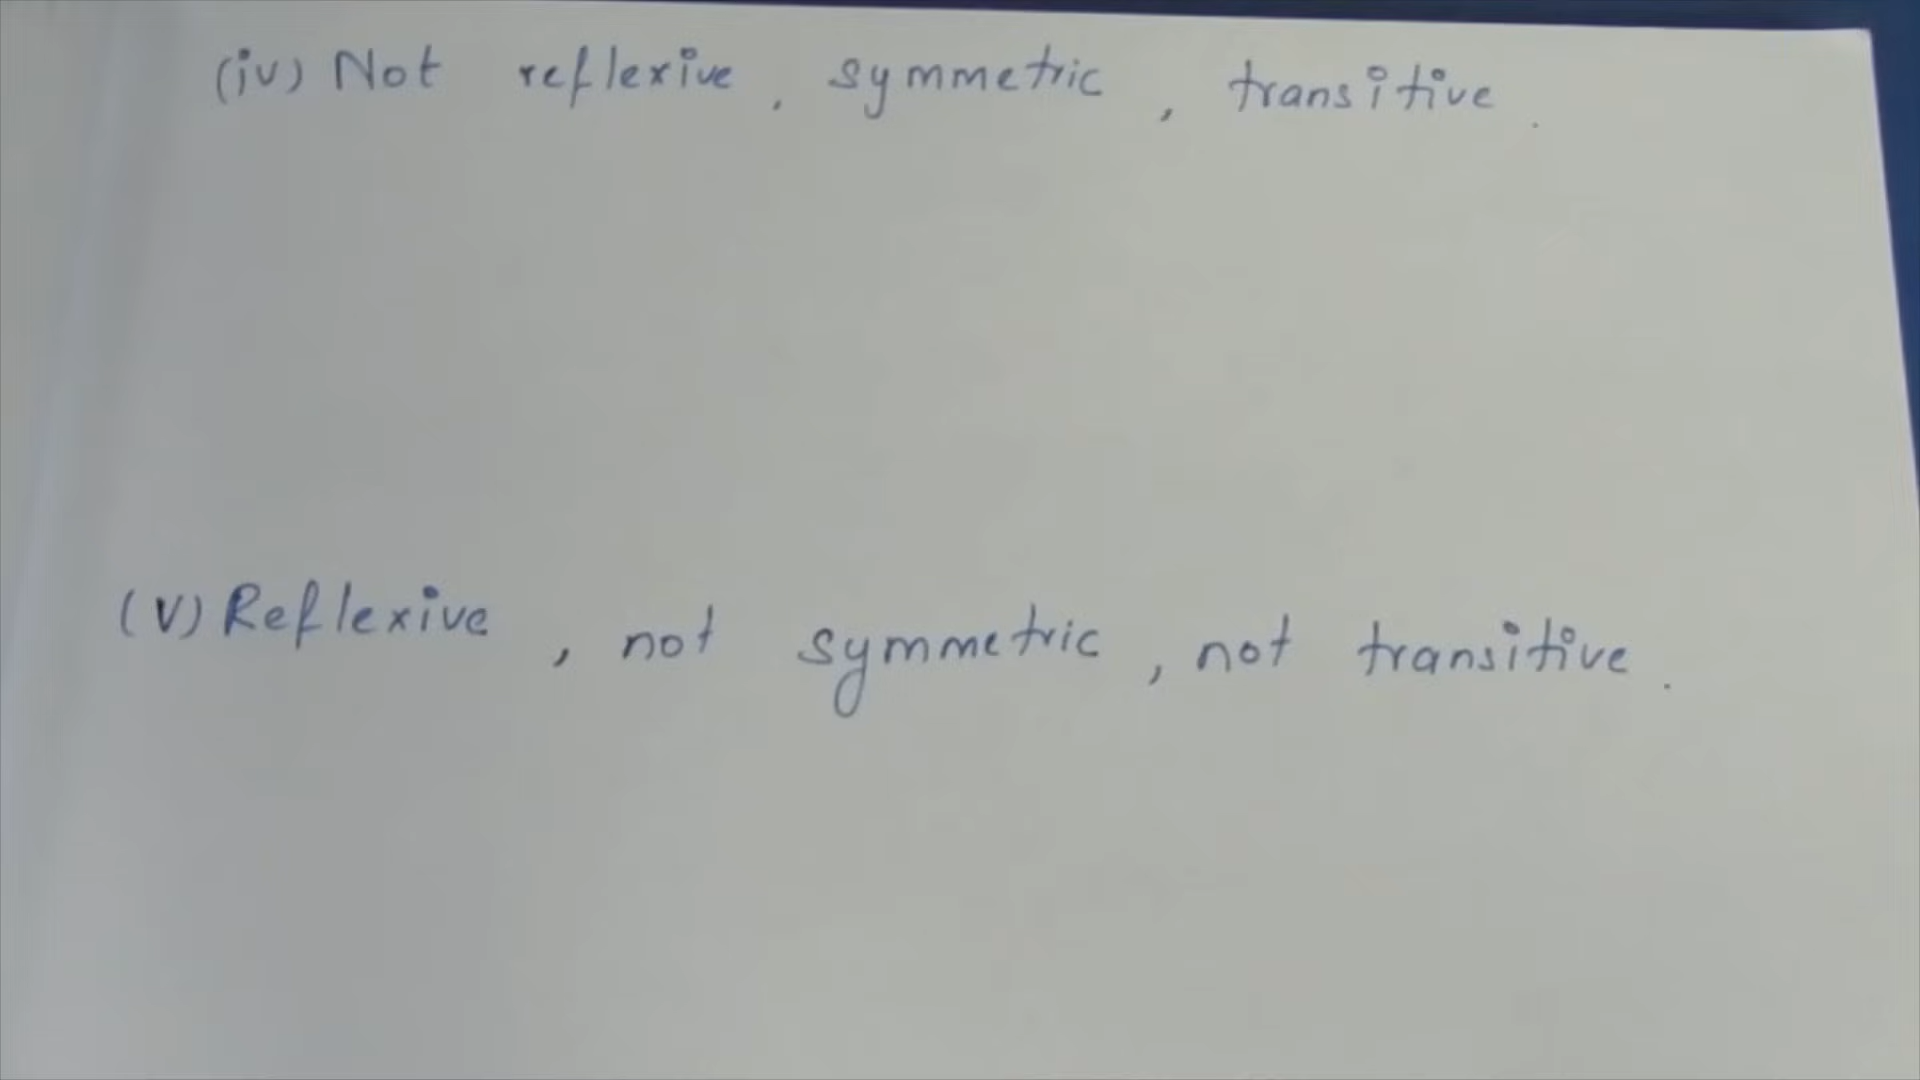 (iv) Not reflexive, symmetric, transitive.
(V) Reflexive, not symmetric, not transitive.